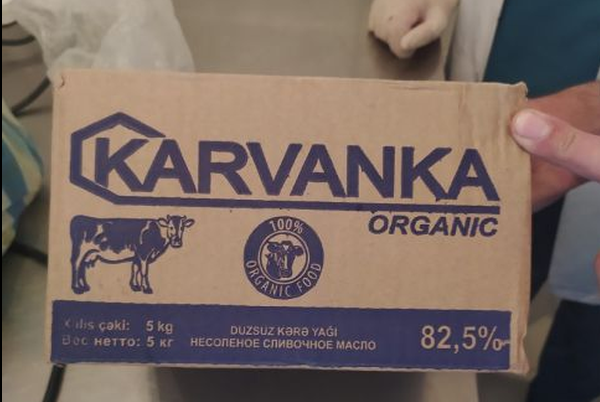 KARVANKA
ORGANIC
100%
ORGANIC FOOD
Xalis çəki: 5 kg
Вес нетто: 5 кг
DUZSUZ KƏRƏ YAĞI
НЕСОЛЕНОЕ СЛИВОЧНОЕ МАСЛО
82,5%